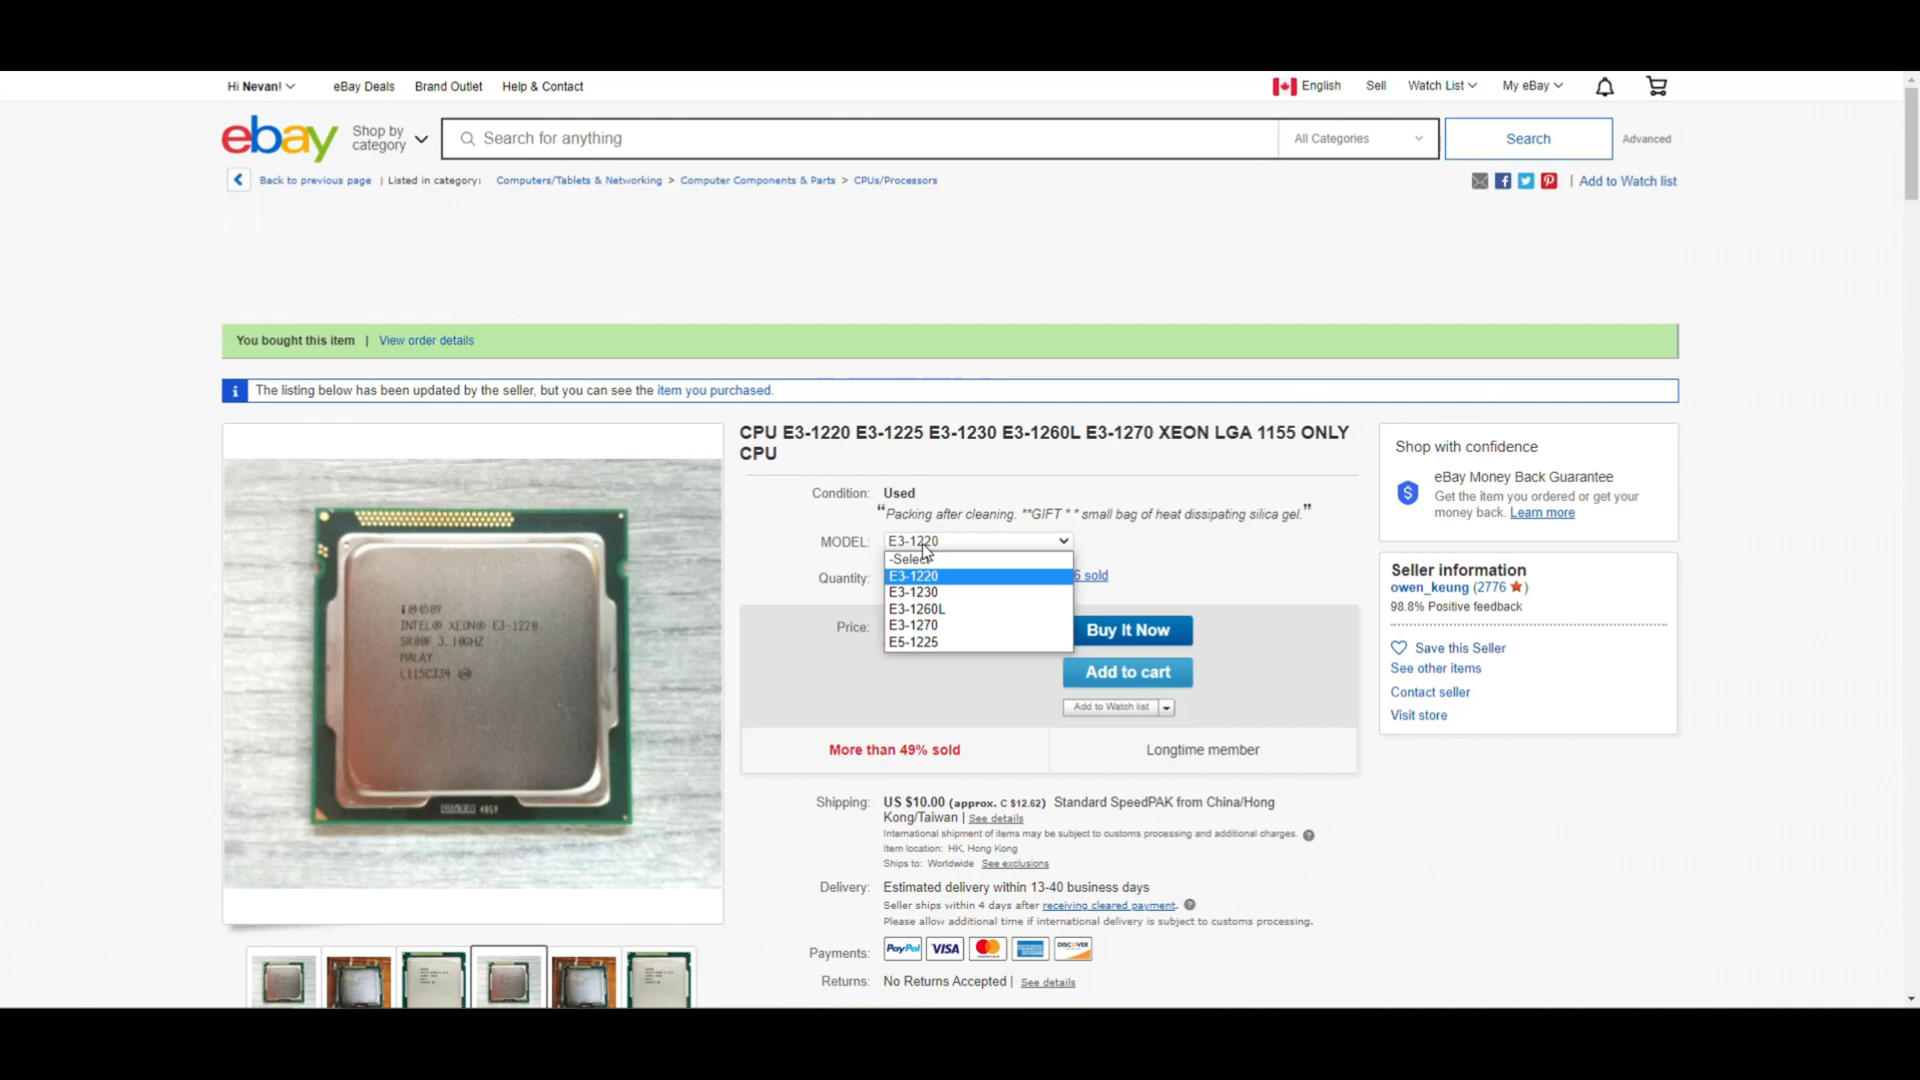 Hi Nevan!
eBay Deals
Brand Outlet
Help & Contact
English
Sell
Watch List
My eBay
ebay
Shop by
category
Search for anything
All Categories
Search
Advanced
Back to previous page | Listed in category: Computers/Tablets & Networking > Computer Components & Parts > CPUs/Processors
| Add to Watch list
You bought this item | View order details
The listing below has been updated by the seller, but you can see the item you purchased.
CPU E3-1220 E3-1225 E3-1230 E3-1260L E3-1270 XEON LGA 1155 ONLY
CPU
Condition: Used
“Packing after cleaning. **GIFT * * small bag of heat dissipating silica gel.”
MODEL: E3-1220
-Select-
E3-1220
E3-1230
E3-1260L
E3-1270
E5-1225
Quantity:
6 sold
Price:
Buy It Now
Add to cart
Add to Watch list
More than 49% sold
Longtime member
Shipping: US $10.00 (approx. C $12.62) Standard SpeedPAK from China/Hong
Kong/Taiwan | See details
International shipment of items may be subject to customs processing and additional charges.
Item location: HK, Hong Kong
Ships to: Worldwide See exclusions
Delivery: Estimated delivery within 13-40 business days
Seller ships within 4 days after receiving cleared payment.
Please allow additional time if international delivery is subject to customs processing.
Payments: PayPal VISA DISCOVER
Returns: No Returns Accepted | See details
Shop with confidence
eBay Money Back Guarantee
Get the item you ordered or get your
money back. Learn more
Seller information
owen_keung (2776 ★)
98.8% Positive feedback
Save this Seller
See other items
Contact seller
Visit store
INTEL® XEON® E3-1220
SR00F 3.10GHZ
MALAY
L115C334
4859